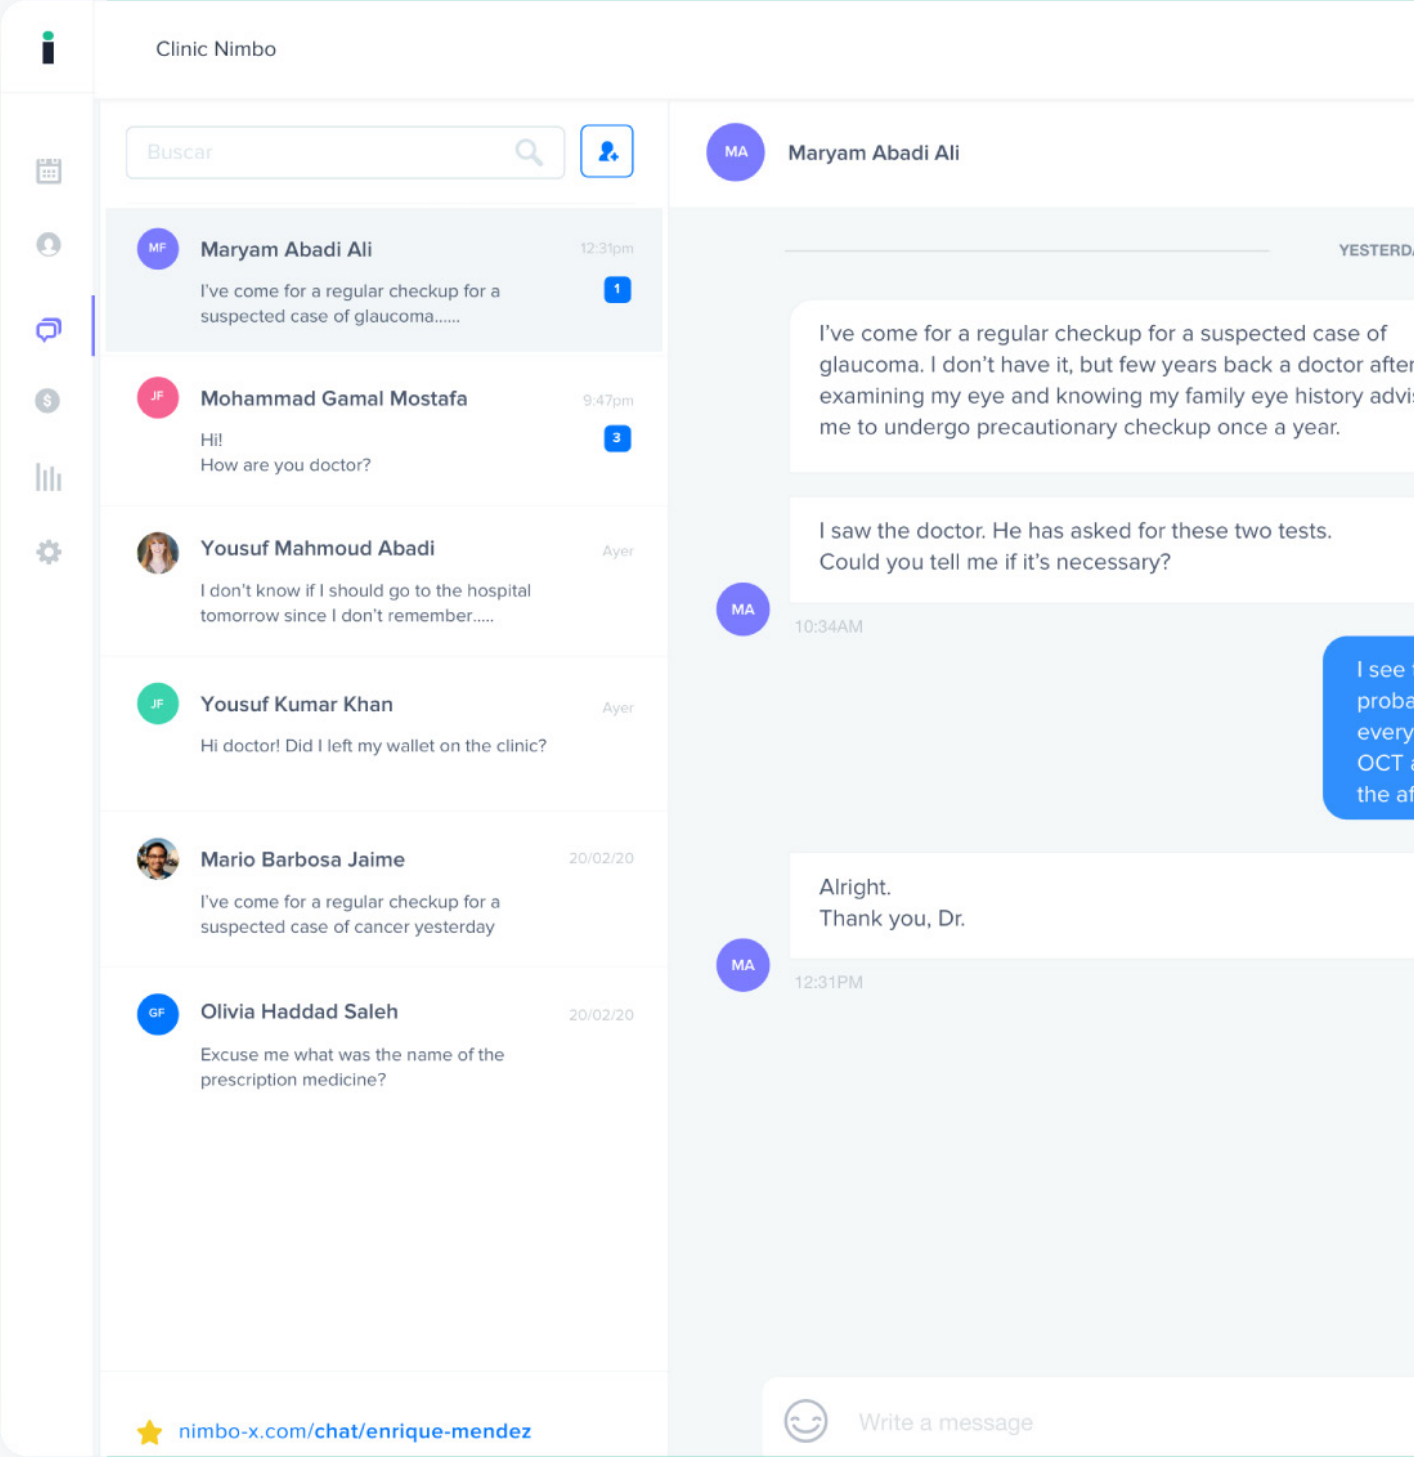 Clinic Nimbo
Buscar
MF
Maryam Abadi Ali
12:31pm
I've come for a regular checkup for a
suspected case of glaucoma......
1
JF
Mohammad Gamal Mostafa
9:47pm
Hi!
How are you doctor?
3
Yousuf Mahmoud Abadi
Ayer
I don't know if I should go to the hospital
tomorrow since I don't remember.....
JF
Yousuf Kumar Khan
Ayer
Hi doctor! Did I left my wallet on the clinic?
Mario Barbosa Jaime
20/02/20
I've come for a regular checkup for a
suspected case of cancer yesterday
GF
Olivia Haddad Saleh
20/02/20
Excuse me what was the name of the
prescription medicine?
nimbo-x.com/chat/enrique-mendez
MA
Maryam Abadi Ali
I've come for a regular checkup for a suspected case of
glaucoma. I don't have it, but few years back a doctor after
examining my eye and knowing my family eye history
me to undergo precautionary checkup once a year.
I saw the doctor. He has asked for these two tests.
Could you tell me if it's necessary?
MA
10:34AM
I see
every
OCT
the
Alright.
Thank you, Dr.
MA
12:31PM
Write a message